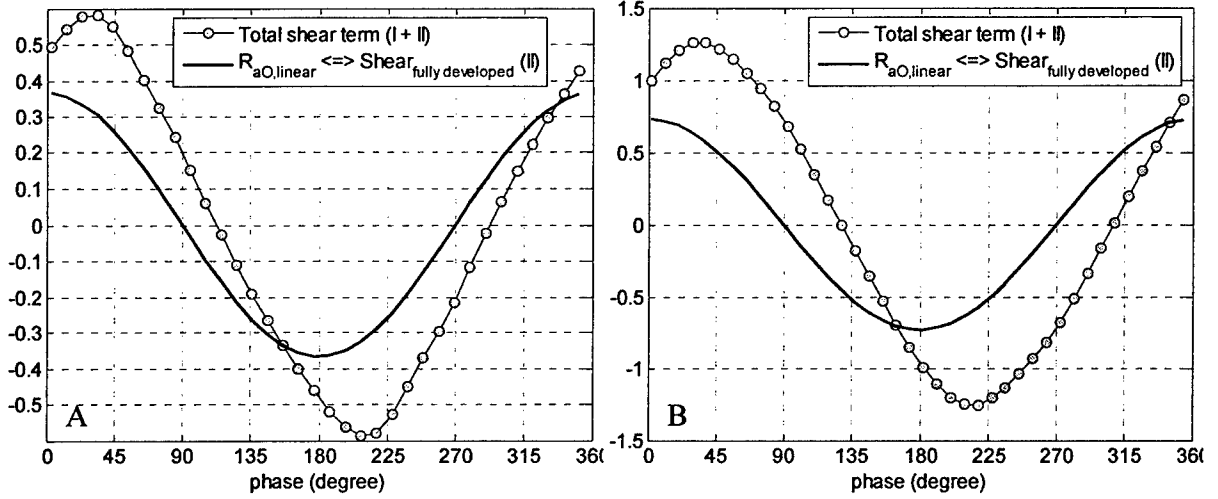 Total shear term (I + II)
R_aO,linear <=> Shear_fully developed (II)
0.5
0.4
0.3
0.2
0.1
0
-0.1
-0.2
-0.3
-0.4
-0.5
A
0 45 90 135 180 225 270 315 360
phase (degree)
Total shear term (I + II)
R_aO,linear <=> Shear_fully developed (II)
1.5
1
0.5
0
-0.5
-1
-1.5
B
0 45 90 135 180 225 270 315 360
phase (degree)